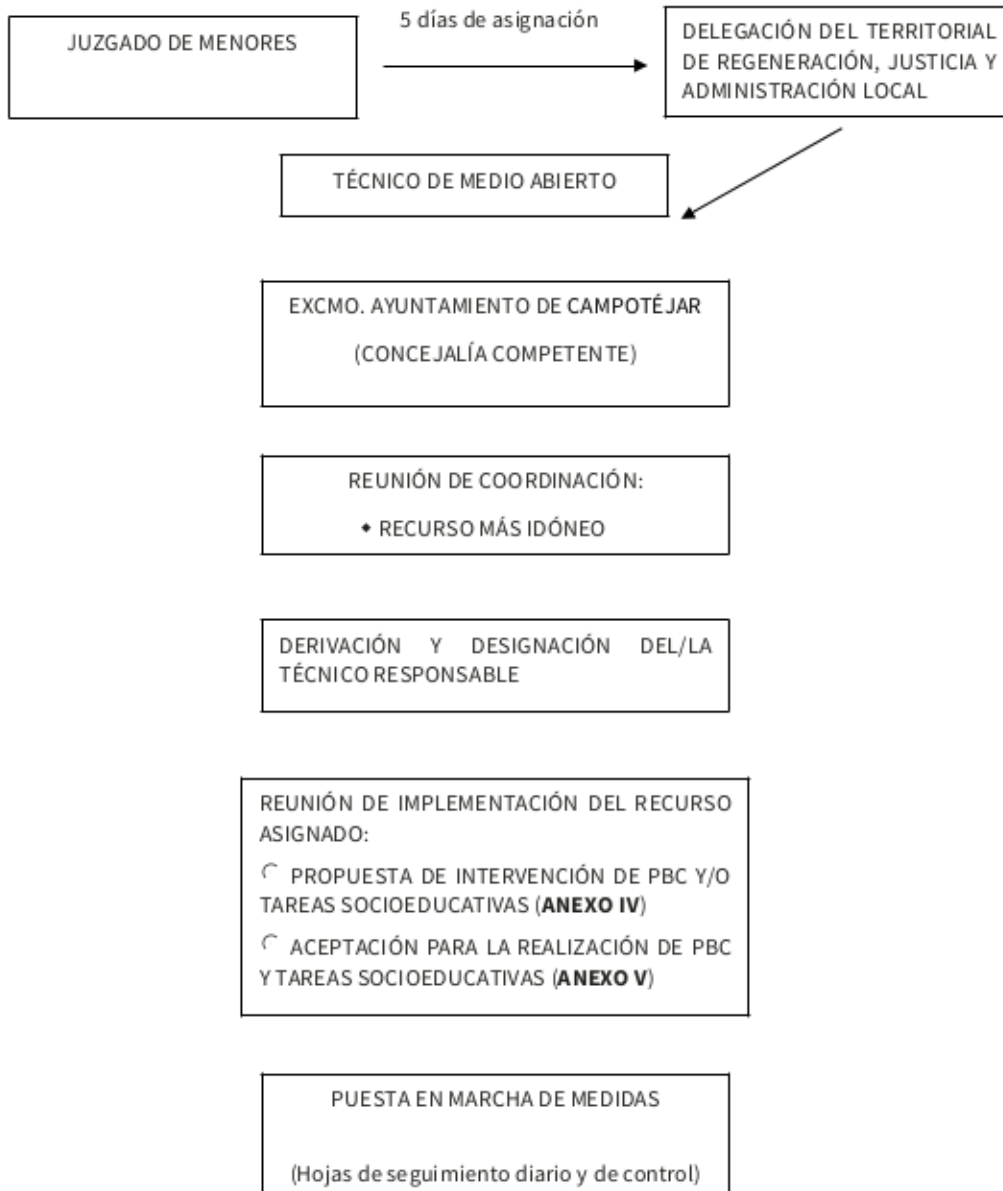 JUZGADO DE MENORES
5 días de asignación
DELEGACIÓN DEL TERRITORIAL
DE REGENERACIÓN, JUSTICIA Y
ADMINISTRACIÓN LOCAL
TÉCNICO DE MEDIO ABIERTO
EXCMO. AYUNTAMIENTO DE CAMPOTÉJAR
(CONCEJALÍA COMPETENTE)
REUNIÓN DE COORDINACIÓN:
◆ RECURSO MÁS IDÓNEO
DERIVACIÓN Y DESIGNACIÓN DEL/LA
TÉCNICO RESPONSABLE
REUNIÓN DE IMPLEMENTACIÓN DEL RECURSO
ASIGNADO:
PROPUESTA DE INTERVENCIÓN DE PBC Y/O
TAREAS SOCIOEDUCATIVAS (ANEXO IV)
ACEPTACIÓN PARA LA REALIZACIÓN DE PBC
Y TAREAS SOCIOEDUCATIVAS (ANEXO V)
PUESTA EN MARCHA DE MEDIDAS
(Hojas de seguimiento diario y de control)